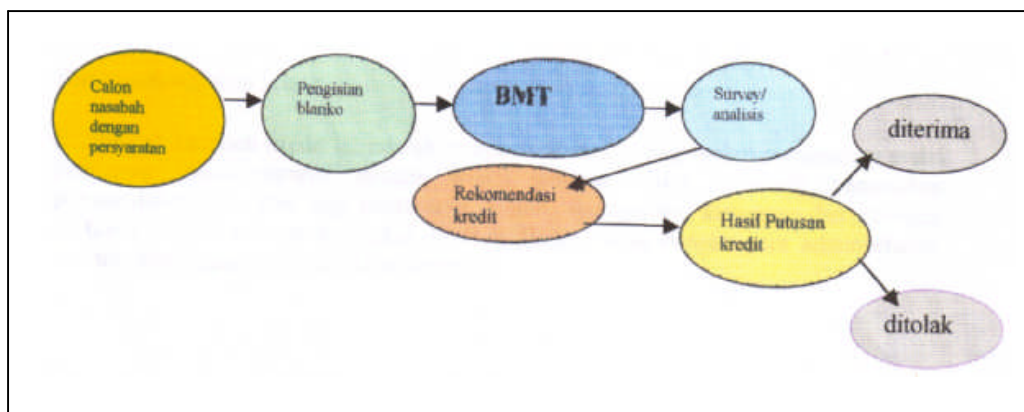 Calon
nasabah
dengan
persyaratan
Pengisian
blanko
BMT
Survey/
analisis
Rekomendasi
kredit
Hasil Putusan
kredit
diterima
ditolak